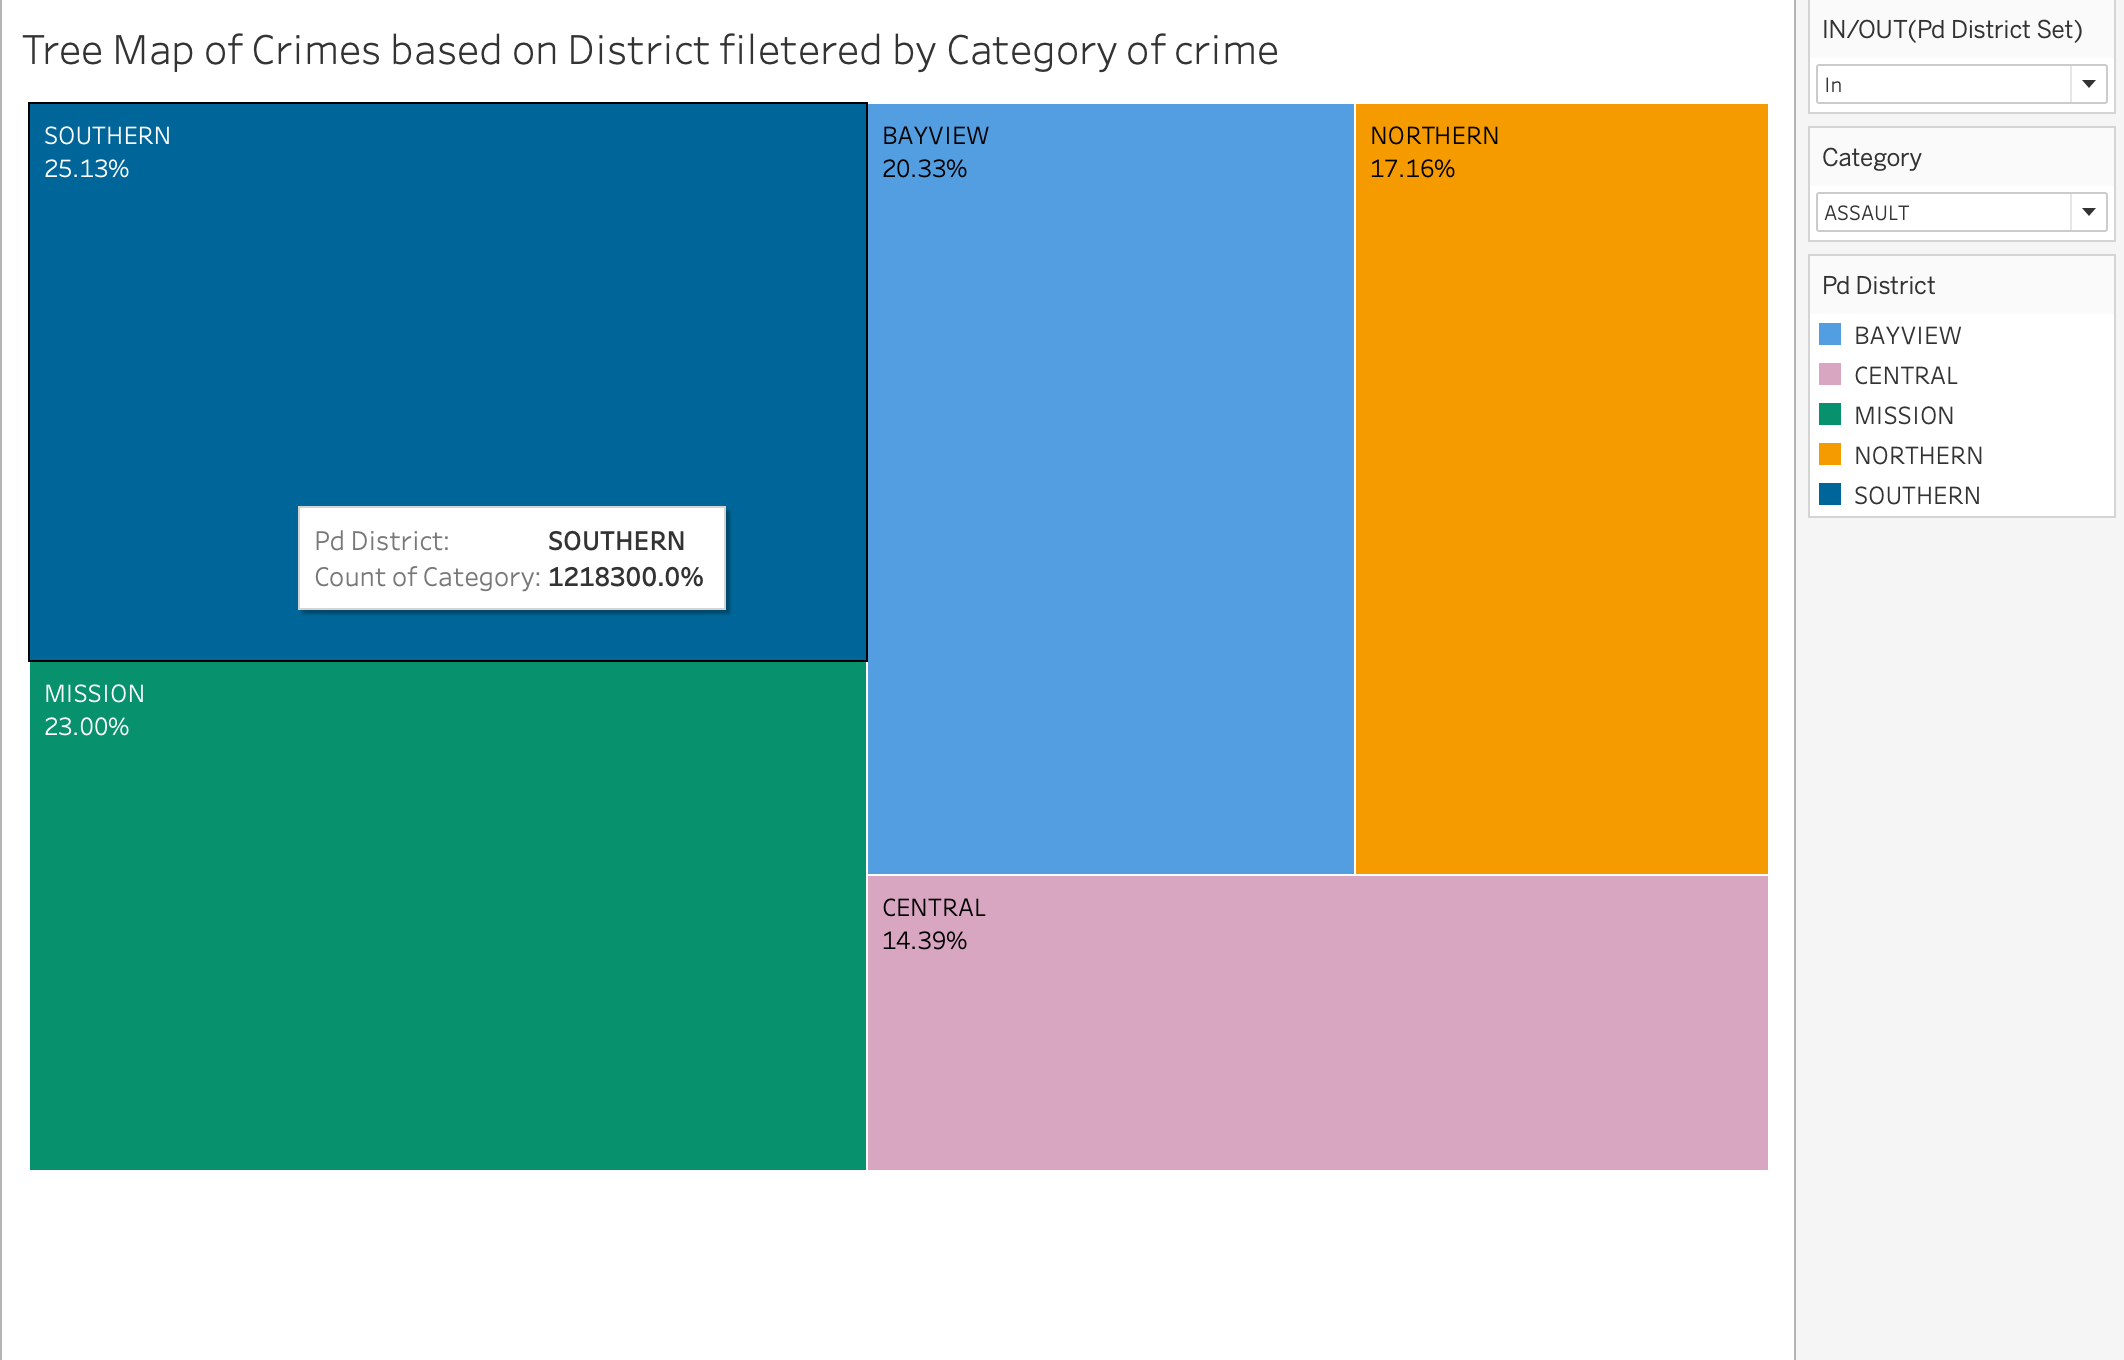 Tree Map of Crimes based on District filetered by Category of crime
SOUTHERN
25.13%
BAYVIEW
20.33%
NORTHERN
17.16%
Pd District: SOUTHERN
Count of Category: 1218300.0%
MISSION
23.00%
CENTRAL
14.39%
IN/OUT(Pd District Set)
In
Category
ASSAULT
Pd District
BAYVIEW
CENTRAL
MISSION
NORTHERN
SOUTHERN